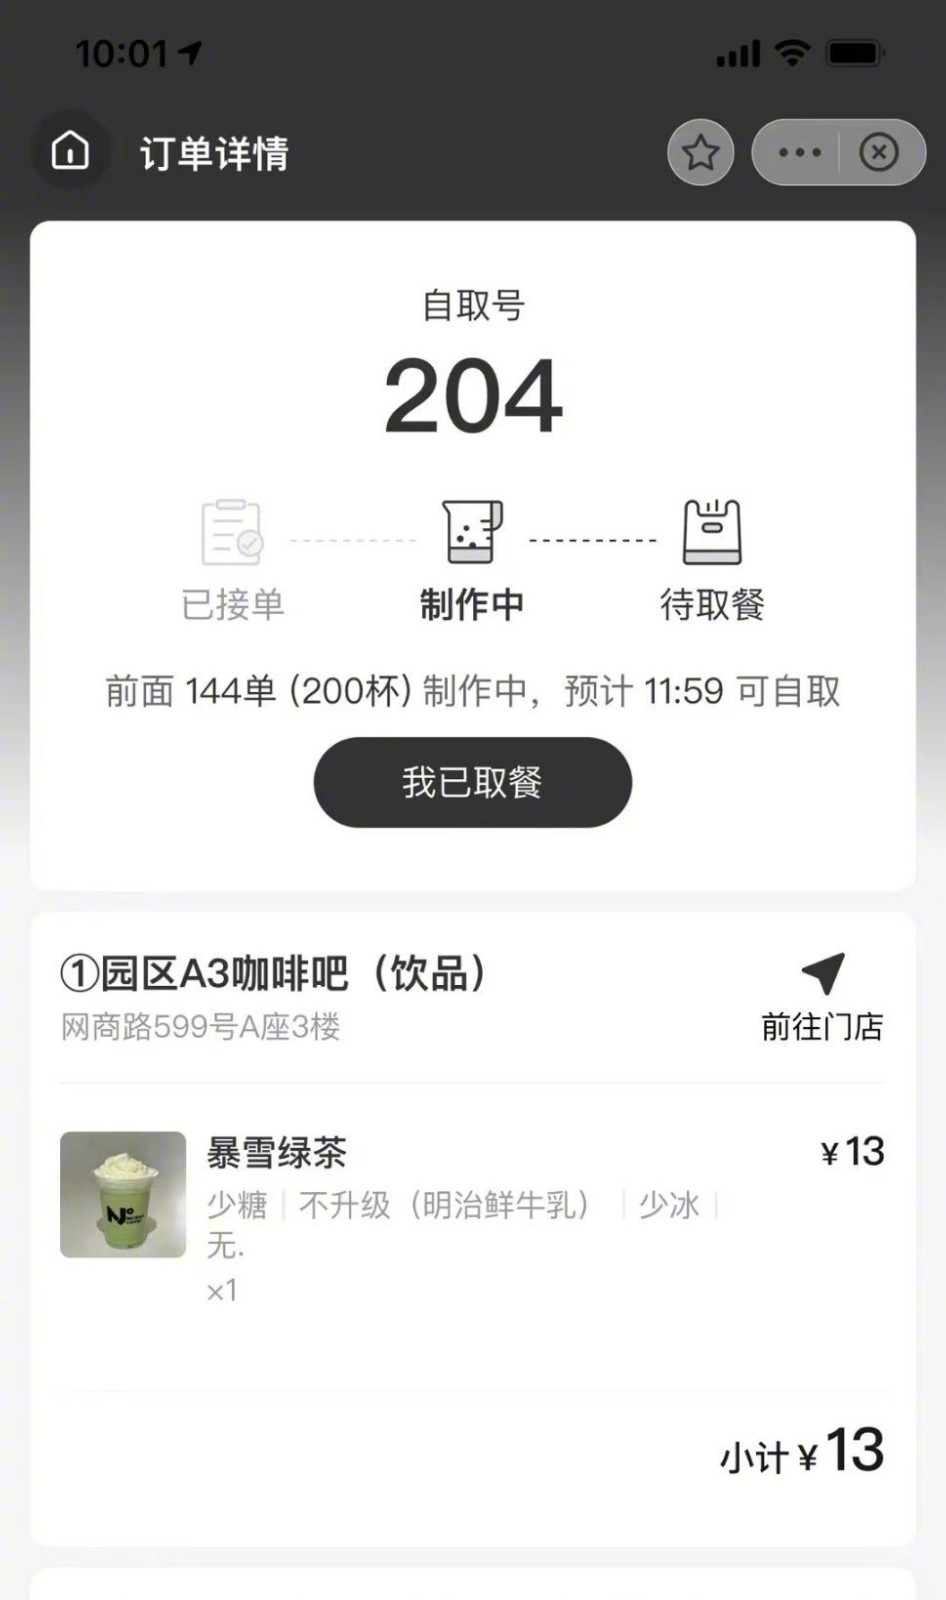 10:01
订单详情
自取号
204
已接单
制作中
待取餐
前面 144单 (200杯) 制作中，预计 11:59 可自取
我已取餐
①园区A3咖啡吧（饮品）
网商路599号A座3楼
前往门店
暴雪绿茶
¥13
少糖｜不升级（明治鲜牛乳）｜少冰｜
无.
×1
小计¥13